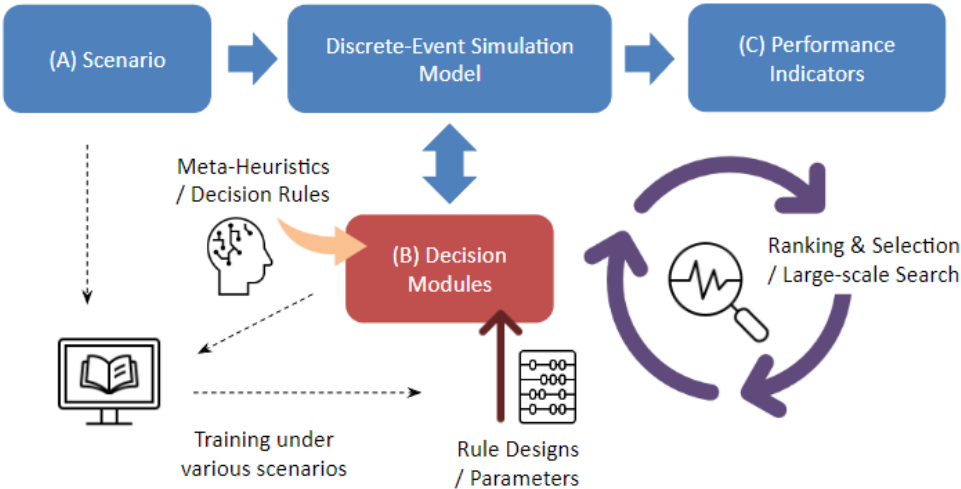 (A) Scenario
Discrete-Event Simulation
Model
(C) Performance
Indicators
Meta-Heuristics
/ Decision Rules
(B) Decision
Modules
Ranking & Selection
/ Large-scale Search
Training under
various scenarios
Rule Designs
/ Parameters